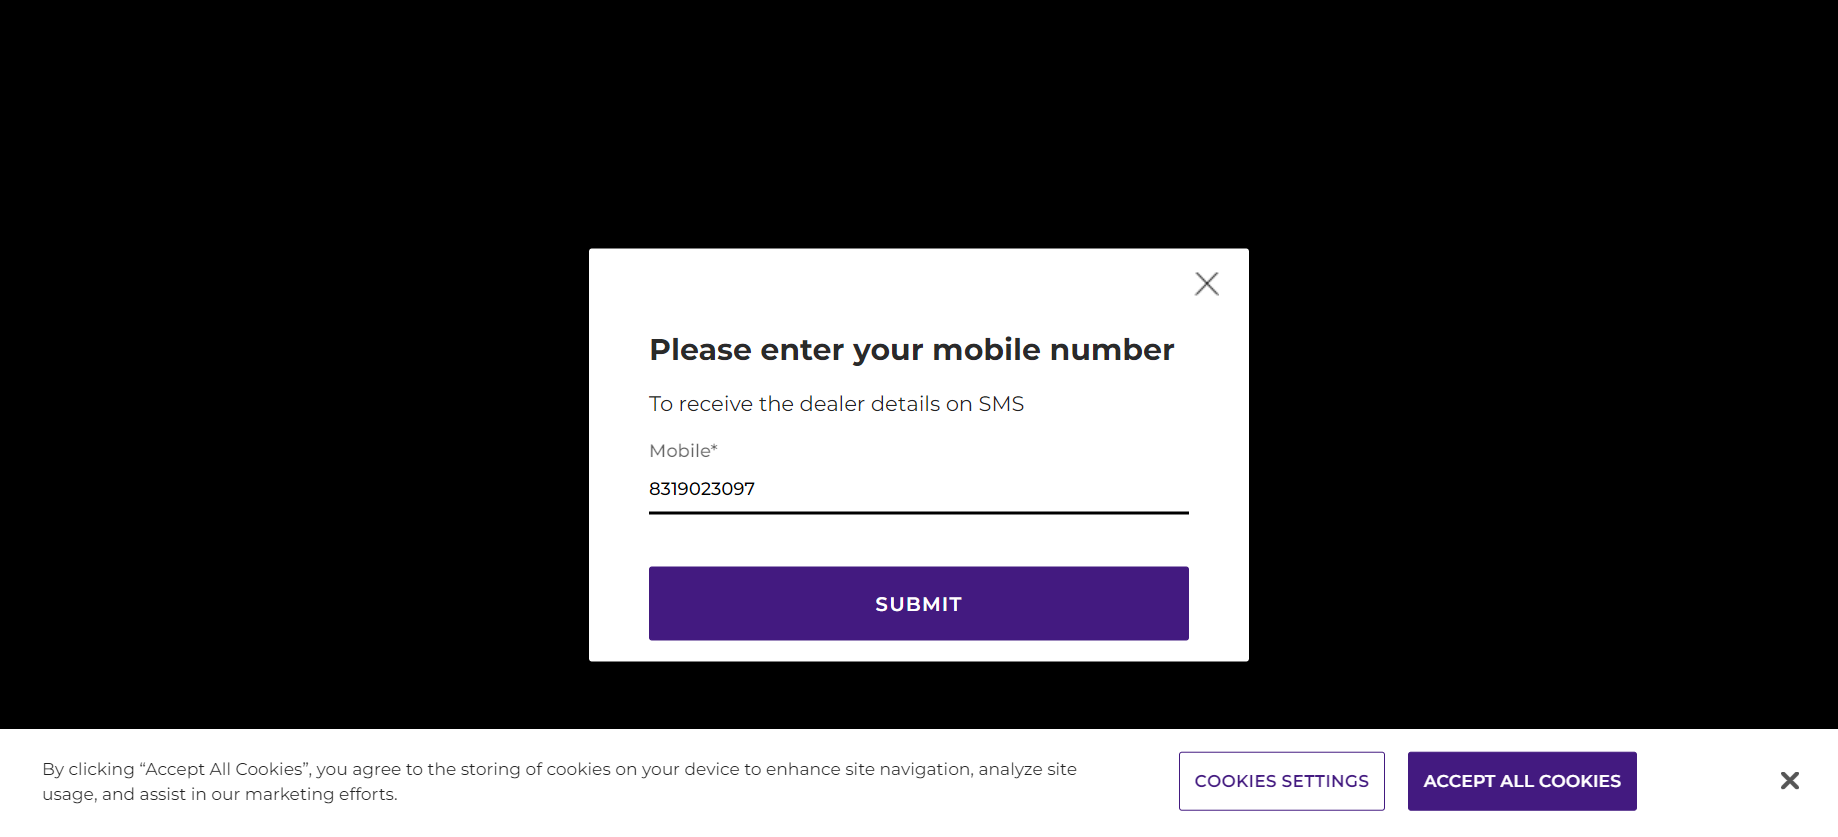 Please enter your mobile number
To receive the dealer details on SMS
Mobile*
8319023097
SUBMIT
By clicking “Accept All Cookies”, you agree to the storing of cookies on your device to enhance site navigation, analyze site
usage, and assist in our marketing efforts.
COOKIES SETTINGS
ACCEPT ALL COOKIES